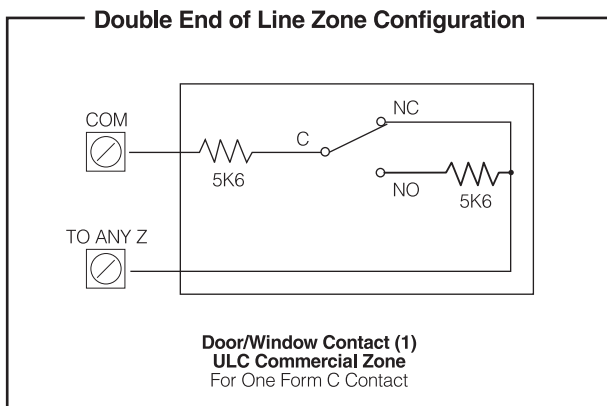 Double End of Line Zone Configuration
COM
NC
C
5K6
NO
5K6
TO ANY Z
Door/Window Contact (1)
ULC Commercial Zone
For One Form C Contact